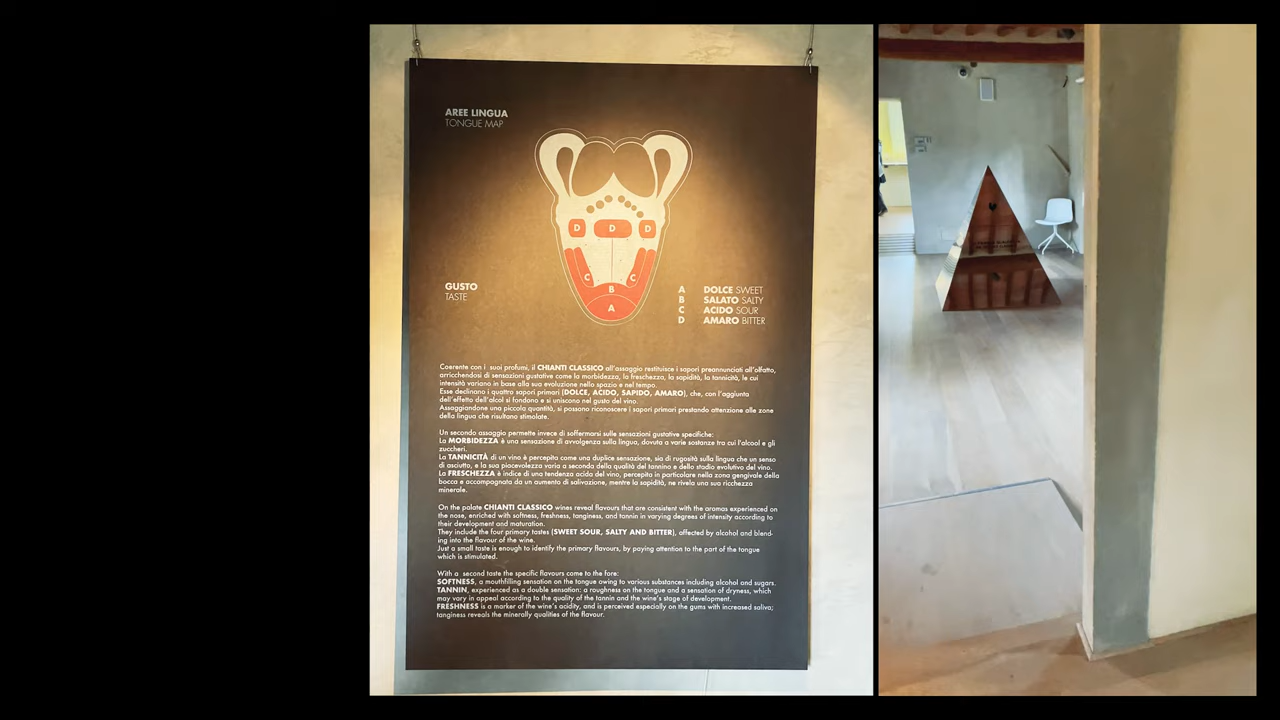 AREE LINGUA
TONGUE MAP
D D D
C C
B
A
GUSTO
TASTE
A DOLCE SWEET
B SALATO SALTY
C ACIDO SOUR
D AMARO BITTER
Coerente con i suoi profumi, il CHIANTI CLASSICO all'assaggio restituisce i sapori preannunciati all'olfatto,
arricchendosi di sensazioni gustative come la morbidezza, la freschezza, la sapidità, la tannicità, le cui
intensità variano in base alla sua evoluzione nello spazio e nel tempo.
Esse declinano i quattro sapori primari (DOLCE, ACIDO, SAPIDO, AMARO), che, con l'aggiunta
dell'effetto dell'alcol si fondono e si uniscono nel gusto del vino.
Assaggiandone una piccola quantità, si possono riconoscere i sapori primari prestando attenzione alle zone
della lingua che risultano stimolate.
Un secondo assaggio permette invece di soffermarsi sulle sensazioni gustative specifiche:
La MORBIDEZZA è una sensazione di avvolgenza sulla lingua, dovuta a varie sostanze tra cui l'alcool e gli
zuccheri.
La TANNICITÀ di un vino è percepita come una duplice sensazione, sia di rugosità sulla lingua che un senso
di asciutto, e la sua piacevolezza varia a seconda della qualità del tannino e dello stadio evolutivo del vino.
La FRESCHEZZA è indice di una tendenza acida del vino, percepita in particolare nella zona gengivale della
bocca e accompagnata da un aumento di salivazione, mentre la sapidità, ne rivela una sua ricchezza
minerale.
On the palate CHIANTI CLASSICO wines reveal flavours that are consistent with the aromas experienced on
the nose, enriched with softness, freshness, tanginess, and tannin in varying degrees of intensity according to
their development and maturation.
They include the four primary tastes (SWEET SOUR, SALTY AND BITTER), affected by alcohol and blend-
ing into the flavour of the wine.
Just a small taste is enough to identify the primary flavours, by paying attention to the part of the tongue
which is stimulated.
With a second taste the specific flavours come to the fore:
SOFTNESS, a mouthfilling sensation on the tongue owing to various substances including alcohol and sugars.
TANNIN, experienced as a double sensation: a roughness on the tongue and a sensation of dryness, which
may vary in appeal according to the quality of the tannin and the wine's stage of development.
FRESHNESS is a marker of the wine's acidity, and is perceived especially on the gums with increased saliva;
tanginess reveals the minerally qualities of the flavour.